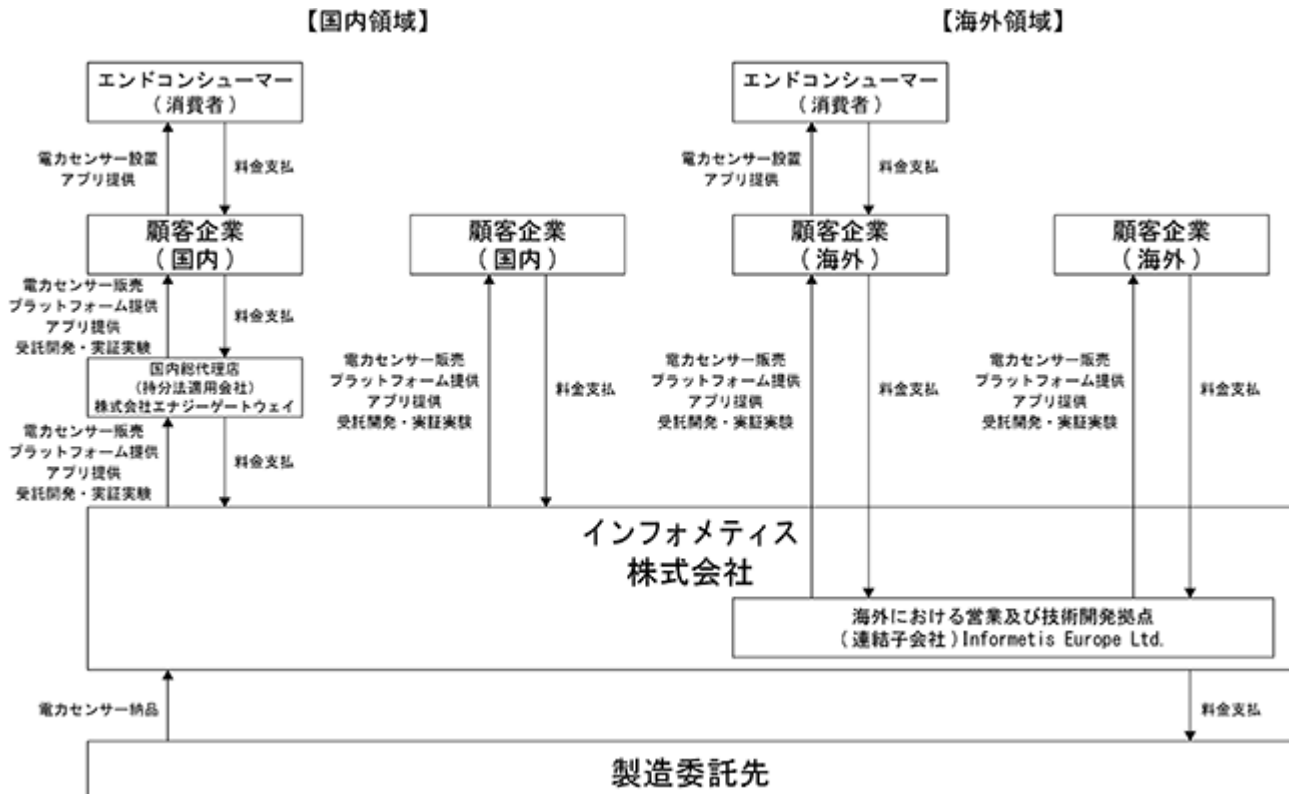 【国内領域】
【海外領域】
エンドコンシューマー
(消費者)
エンドコンシューマー
(消費者)
電力センサー設置
アプリ提供
料金支払
電力センサー設置
アプリ提供
料金支払
顧客企業
(国内)
顧客企業
(国内)
顧客企業
(海外)
顧客企業
(海外)
電力センサー販売
プラットフォーム提供
アプリ提供
受託開発・実証実験
料金支払
国内総代理店
(持分法適用会社)
株式会社エナジーゲートウェイ
電力センサー販売
プラットフォーム提供
アプリ提供
受託開発・実証実験
料金支払
電力センサー販売
プラットフォーム提供
アプリ提供
受託開発・実証実験
料金支払
電力センサー販売
プラットフォーム提供
アプリ提供
受託開発・実証実験
料金支払
電力センサー販売
プラットフォーム提供
アプリ提供
受託開発・実証実験
料金支払
インフォメティス
株式会社
海外における営業及び技術開発拠点
(連結子会社)Informetis Europe Ltd.
電力センサー納品
料金支払
製造委託先